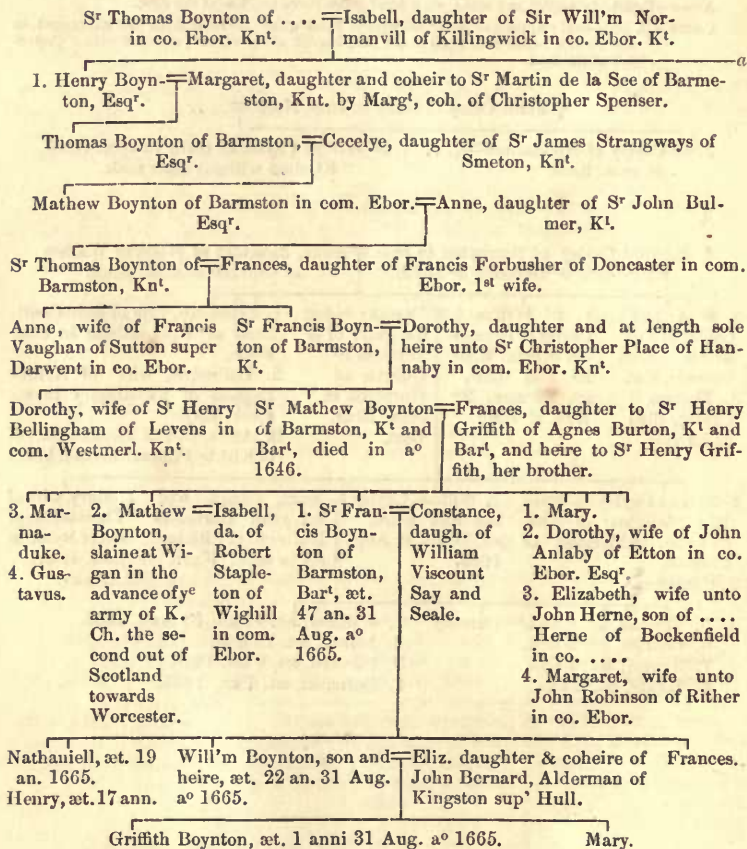 Sr Thomas Boynton of .... = Isabell, daughter of Sir Will'm Nor-
in co. Ebor. Knt. manvill of Killingwick in co. Ebor. Kt.
a
1. Henry Boyn- = Margaret, daughter and coheir to Sr Martin de la See of Barme-
ton, Esqr. ston, Knt. by Margt, coh. of Christopher Spenser.
Thomas Boynton of Barmston, = Cecelye, daughter of Sr James Strangways of
Esqr. Smeton, Knt.
Mathew Boynton of Barmston in com. Ebor. = Anne, daughter of Sr John Bul-
Esqr. mer, Kt.
Sr Thomas Boynton of = Frances, daughter of Francis Forbusher of Doncaster in com.
Barmston, Knt. Ebor. 1st wife.
Anne, wife of Francis
Vaughan of Sutton super
Darwent in co. Ebor.
Sr Francis Boyn- =
ton of Barmston,
Kt.
Dorothy, daughter and at length sole
heire unto Sr Christopher Place of Han-
naby in com. Ebor. Knt.
Dorothy, wife of Sr Henry
Bellingham of Levens in
com. Westmerl. Knt.
Sr Mathew Boynton =
of Barmston, Kt and
Bart, died in ao
1646.
Frances, daughter to Sr Henry
Griffith of Agnes Burton, Kt and
Bart, and heire to Sr Henry Grif-
fith, her brother.
3. Mar-
ma-
duke.
4. Gus-
tavus.
2. Mathew =
Boynton,
slaine at Wi-
gan in the
advance of ye
army of K.
Ch. the se-
cond out of
Scotland
towards
Worcester.
Isabell,
da. of
Robert
Staple-
ton of
Wighill
in com.
Ebor.
1. Sr Fran- =
cis Boyn-
ton of
Barmston,
Bart, æt.
47 an. 31
Aug. ao
1665.
Constance,
daugh. of
William
Viscount
Say and
Seale.
1. Mary.
2. Dorothy, wife of John
Anlaby of Etton in co.
Ebor. Esqr.
3. Elizabeth, wife unto
John Herne, son of ....
Herne of Bockenfield
in co. ....
4. Margaret, wife unto
John Robinson of Rither
in co. Ebor.
Nathaniell, æt. 19
an. 1665.
Henry, æt. 17 ann.
Will'm Boynton, son and =
heire, æt. 22 an. 31 Aug.
ao 1665.
Eliz. daughter & coheire of
John Bernard, Alderman of
Kingston sup' Hull.
Frances.
Griffith Boynton, æt. 1 anni 31 Aug. ao 1665. Mary.